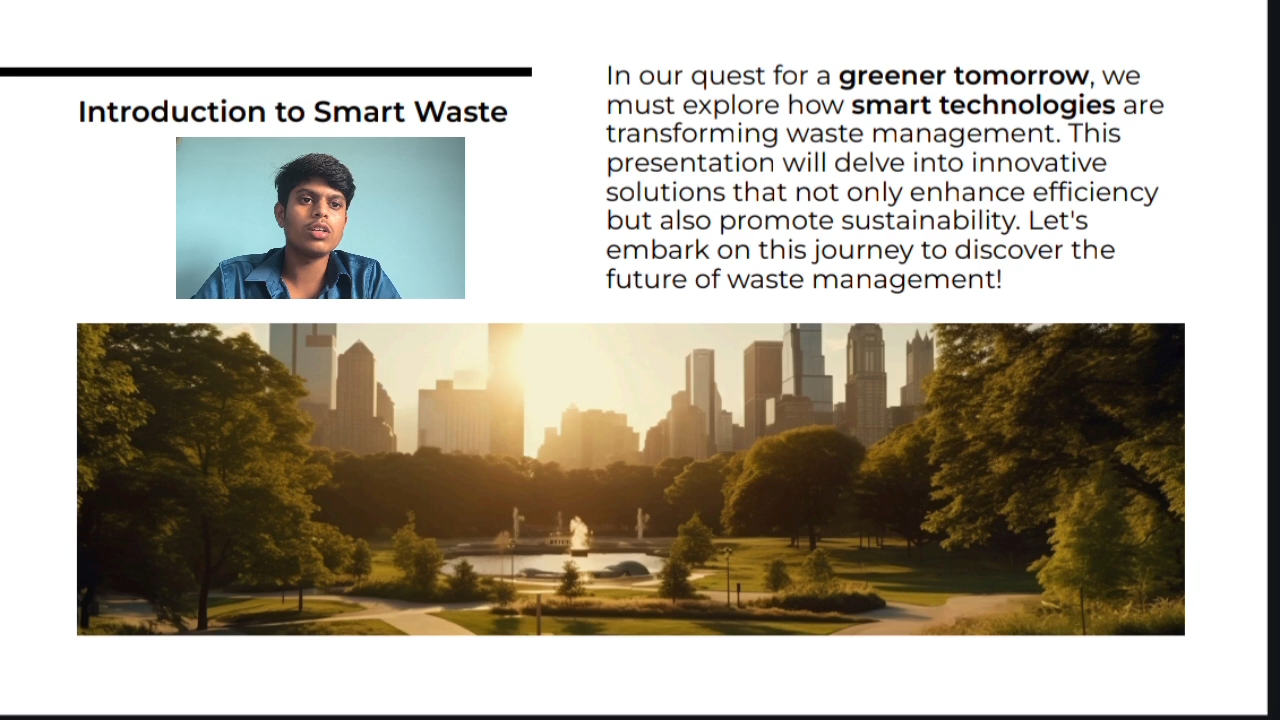 Introduction to Smart Waste
In our quest for a greener tomorrow, we
must explore how smart technologies are
transforming waste management. This
presentation will delve into innovative
solutions that not only enhance efficiency
but also promote sustainability. Let's
embark on this journey to discover the
future of waste management!